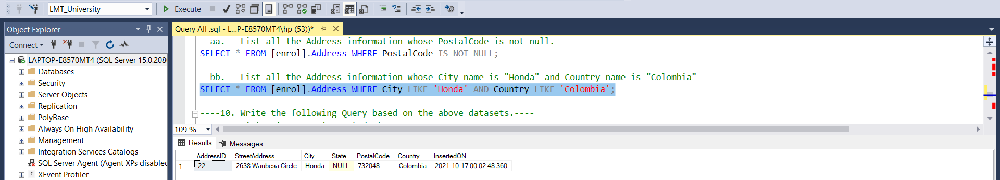 LMT_University
Execute
Object Explorer
Connect
LAPTOP-E8570MT4 (SQL Server 15.0.208
Databases
Security
Server Objects
Replication
PolyBase
Always On High Availability
Management
Integration Services Catalogs
SQL Server Agent (Agent XPs disabled
XEvent Profiler
Query All .sql - L...P-E8570MT4\hp (53))*
--aa. List all the Address information whose PostalCode is not null.--
SELECT * FROM [enrol].Address WHERE PostalCode IS NOT NULL;
--bb. List all the Address information whose City name is "Honda" and Country name is "Colombia"--
SELECT * FROM [enrol].Address WHERE City LIKE 'Honda' AND Country LIKE 'Colombia';
----10. Write the following Query based on the above datasets.----
109 %
Results Messages
AddressID StreetAddress City State PostalCode Country InsertedON
1 22 2638 Waubesa Circle Honda NULL 732048 Colombia 2021-10-17 00:02:48.360